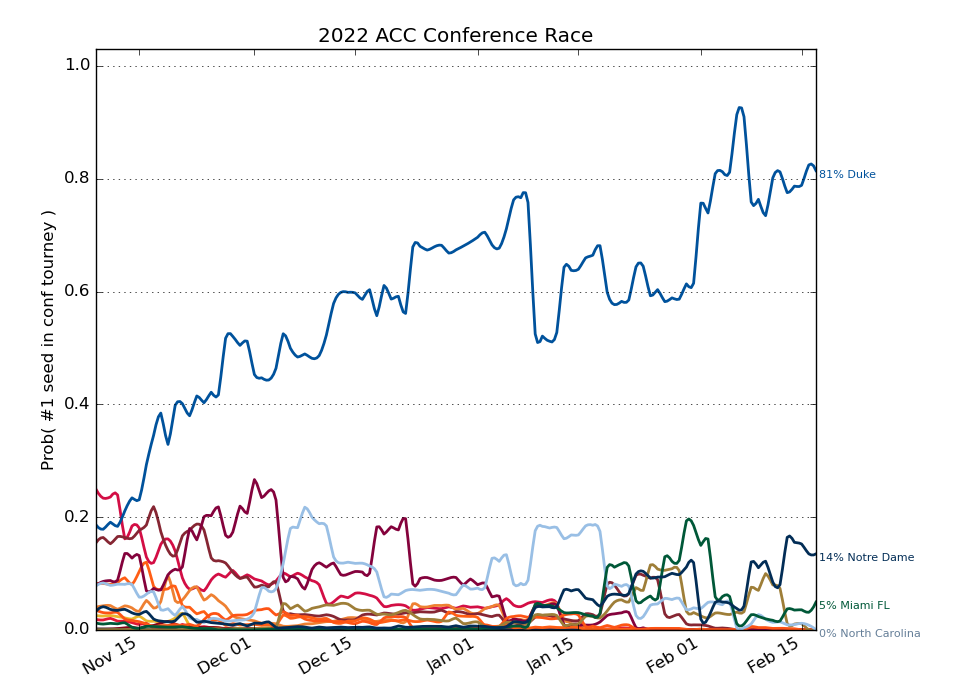 2022 ACC Conference Race
Prob( #1 seed in conf tourney )
1.0
0.8
0.6
0.4
0.2
0.0
81% Duke
14% Notre Dame
5% Miami FL
0% North Carolina
Nov 15
Dec 01
Dec 15
Jan 01
Jan 15
Feb 01
Feb 15